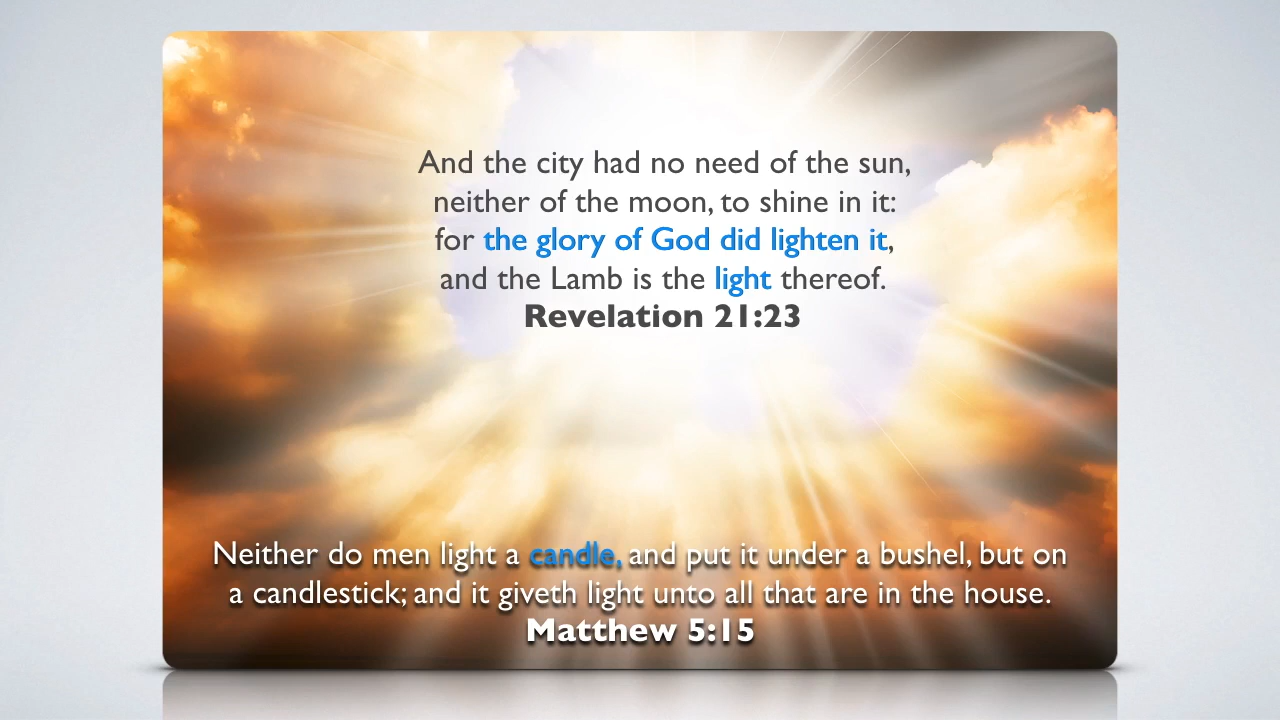 And the city had no need of the sun,
neither of the moon, to shine in it:
for the glory of God did lighten it,
and the Lamb is the light thereof.
Revelation 21:23
Neither do men light a candle, and put it under a bushel, but on
a candlestick; and it giveth light unto all that are in the house.
Matthew 5:15